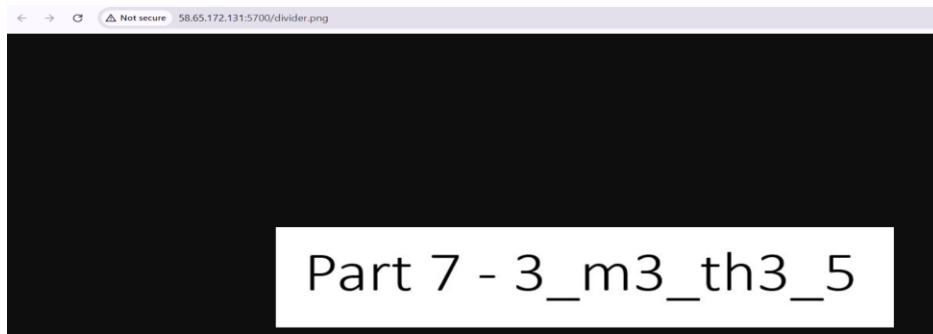 Not secure 58.65.172.131:5700/divider.png
Part 7 - 3_m3_th3_5